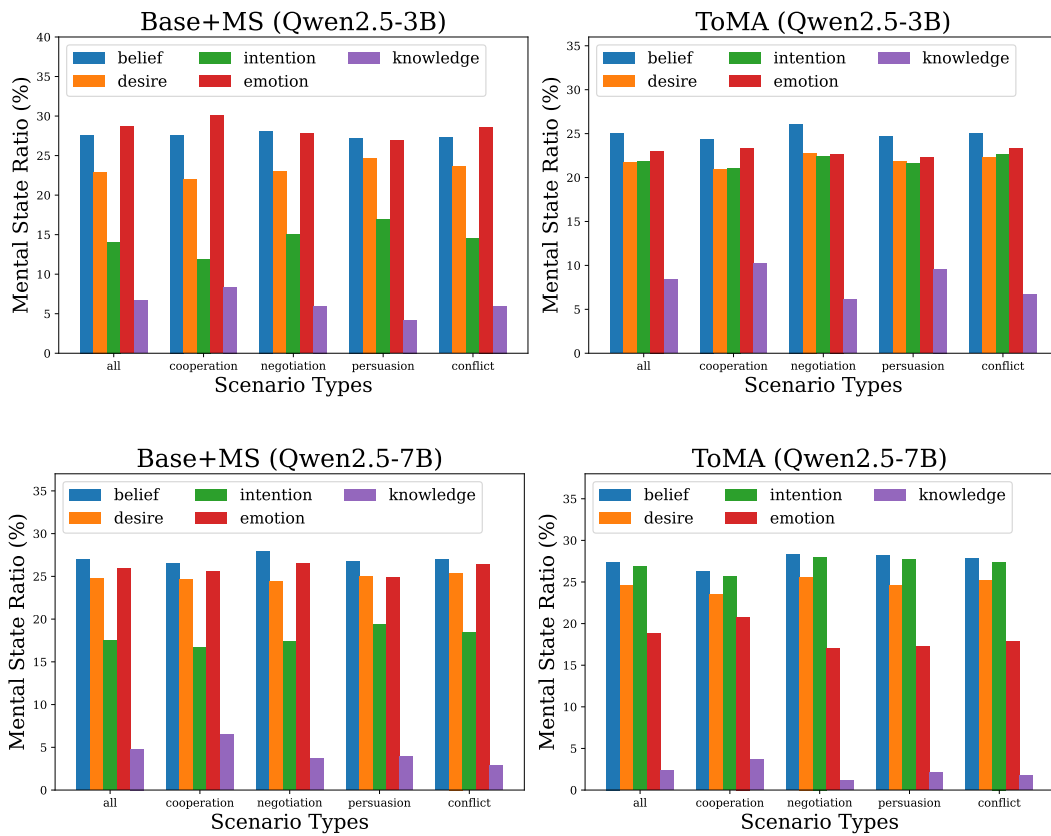 Base+MS (Qwen2.5-3B)
belief
desire
intention
emotion
knowledge
Mental State Ratio (%)
40
35
30
25
20
15
10
5
0
all
cooperation
negotiation
persuasion
conflict
Scenario Types
ToMA (Qwen2.5-3B)
belief
desire
intention
emotion
knowledge
Mental State Ratio (%)
35
30
25
20
15
10
5
0
all
cooperation
negotiation
persuasion
conflict
Scenario Types
Base+MS (Qwen2.5-7B)
belief
desire
intention
emotion
knowledge
Mental State Ratio (%)
35
30
25
20
15
10
5
0
all
cooperation
negotiation
persuasion
conflict
Scenario Types
ToMA (Qwen2.5-7B)
belief
desire
intention
emotion
knowledge
Mental State Ratio (%)
35
30
25
20
15
10
5
0
all
cooperation
negotiation
persuasion
conflict
Scenario Types